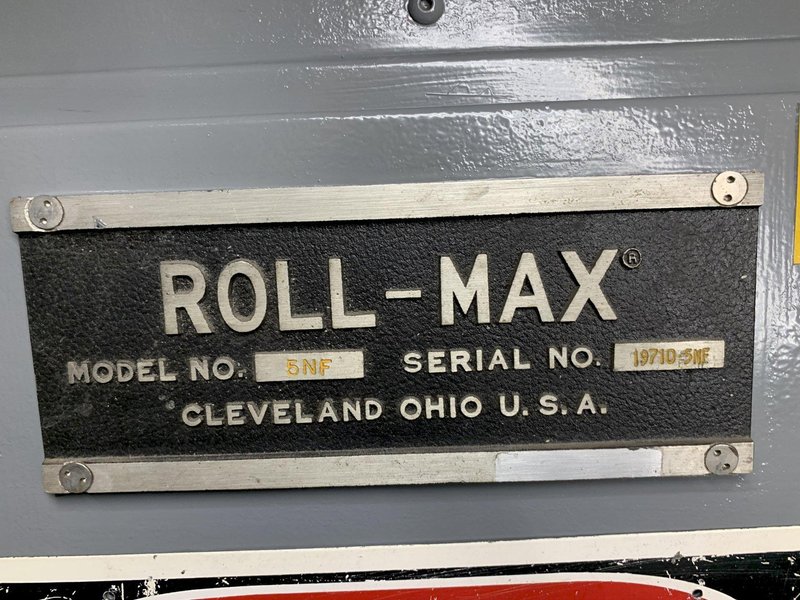 ROLL-MAX®
MODEL NO. 5NF SERIAL NO. 19710-5NF
CLEVELAND OHIO U.S.A.